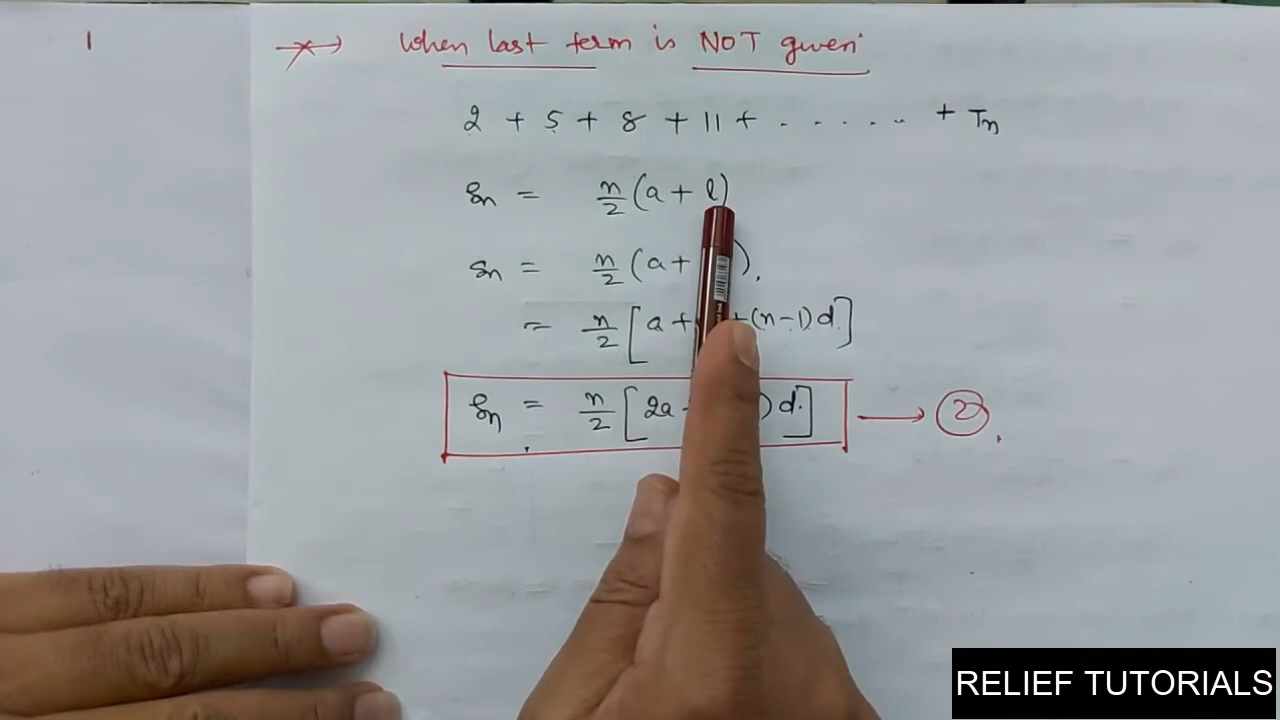 1
When last term is NOT given
2 + 5 + 8 + 11 + . . . . . .. + Tn
Sn = n/2 (a + l)
Sn = n/2 (a + ).
= n/2 [a + + (n-1)d.]
Sn = n/2 [2a )d.] → 2
RELIEF TUTORIALS